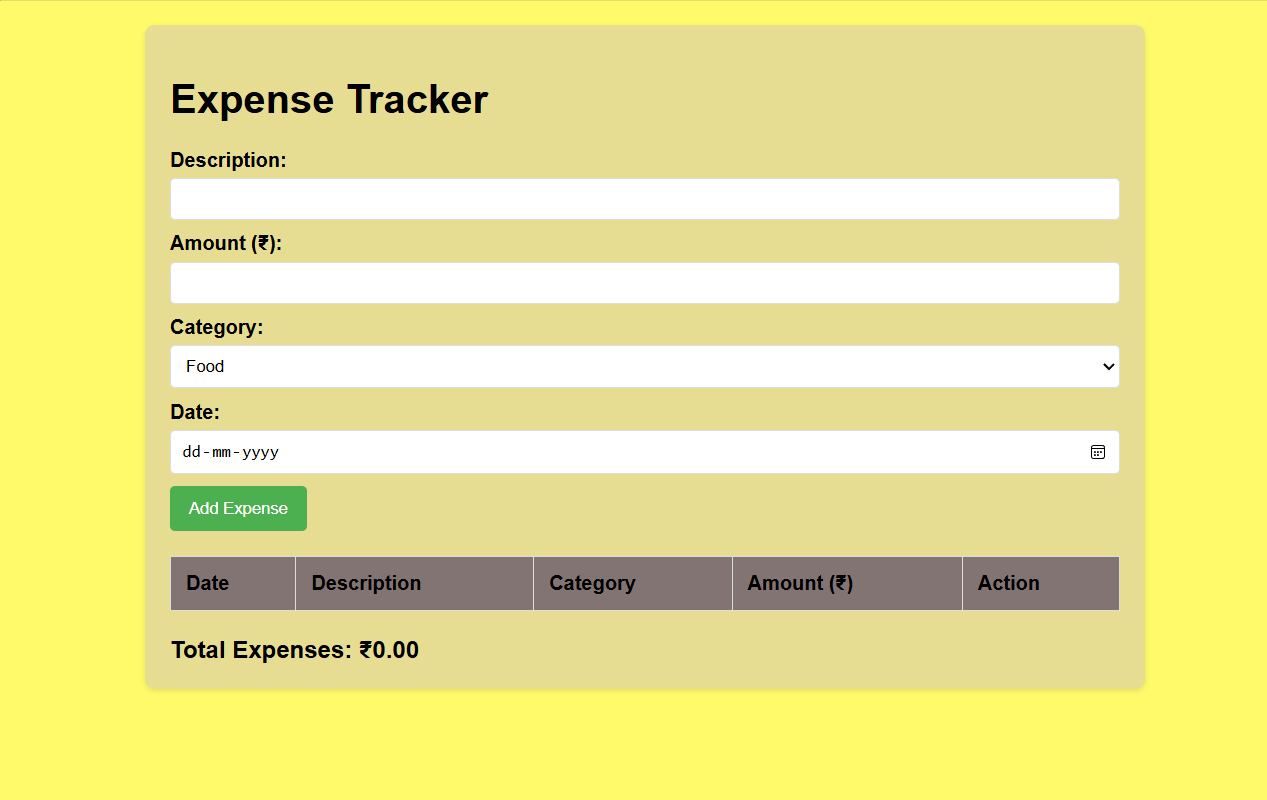 Expense Tracker
Description:
Amount (₹):
Category:
Food
Date:
dd-mm-yyyy
Add Expense
Date Description Category Amount (₹) Action
Total Expenses: ₹0.00